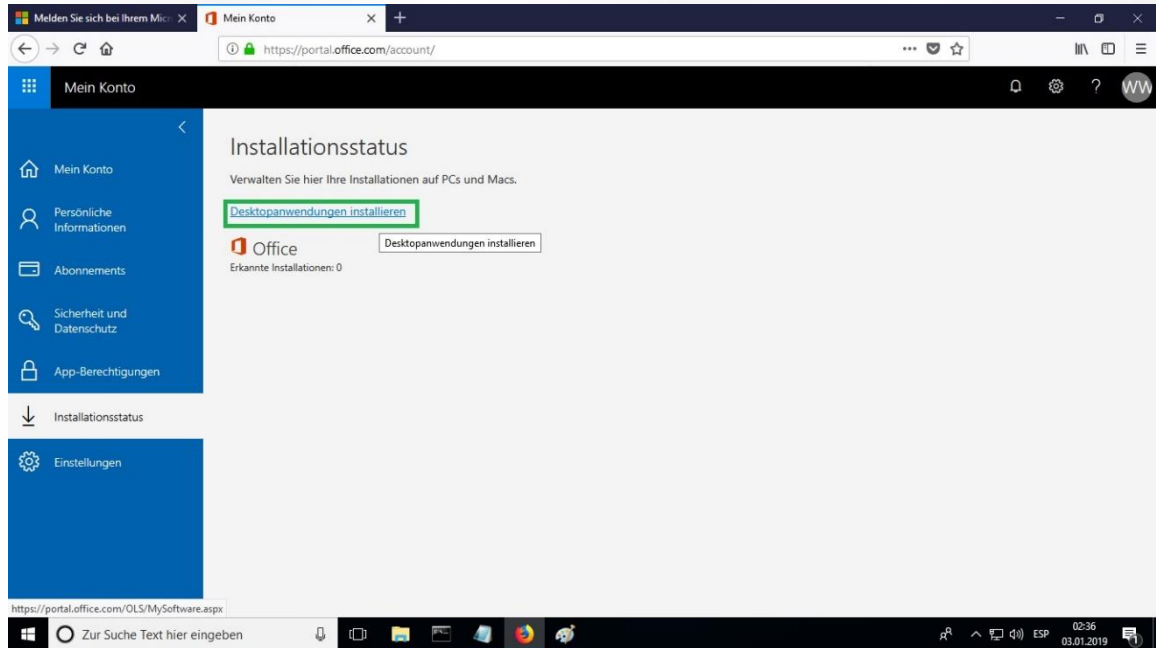 Melden Sie sich bei Ihrem Micr
Mein Konto
https://portal.office.com/account/
Mein Konto
WW
Installationsstatus
Verwalten Sie hier Ihre Installationen auf PCs und Macs.
Desktopanwendungen installieren
Desktopanwendungen installieren
Office
Erkannte Installationen: 0
Mein Konto
Persönliche
Informationen
Abonnements
Sicherheit und
Datenschutz
App-Berechtigungen
Installationsstatus
Einstellungen
https://portal.office.com/OLS/MySoftware.aspx
Zur Suche Text hier eingeben
ESP
02:36
03.01.2019